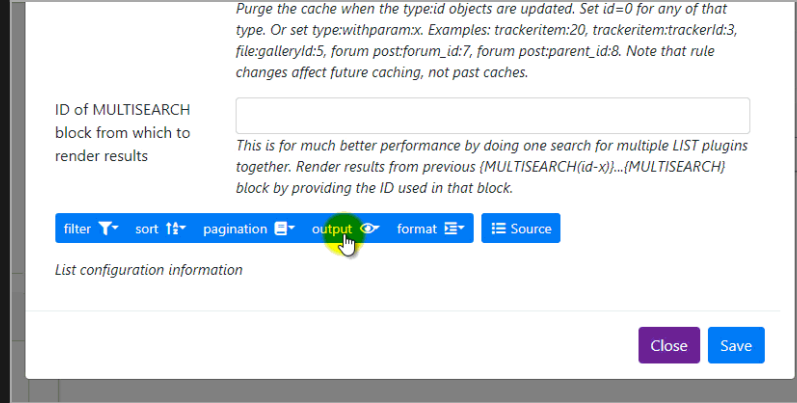 Purge the cache when the type:id objects are updated. Set id=0 for any of that
type. Or set type:withparam:x. Examples: trackeritem:20, trackeritem:trackerId:3,
file:galleryId:5, forum post:forum_id:7, forum post:parent_id:8. Note that rule
changes affect future caching, not past caches.
ID of MULTISEARCH
block from which to
render results
This is for much better performance by doing one search for multiple LIST plugins
together. Render results from previous {MULTISEARCH(id-x)}...{MULTISEARCH}
block by providing the ID used in that block.
filter sort pagination output format Source
List configuration information
Close Save